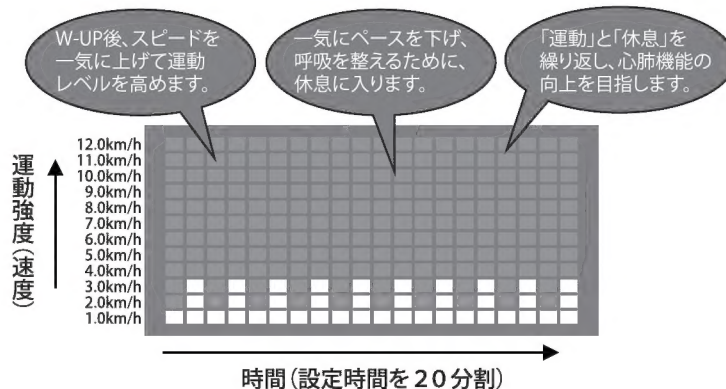 W-UP後、スピードを
一気に上げて運動
レベルを高めます。
一気にペースを下げ、
呼吸を整えるために、
休息に入ります。
「運動」と「休息」を
繰り返し、心肺機能の
向上を目指します。
運動強度(速度)
12.0km/h
11.0km/h
10.0km/h
9.0km/h
8.0km/h
7.0km/h
6.0km/h
5.0km/h
4.0km/h
3.0km/h
2.0km/h
1.0km/h
時間(設定時間を20分割)